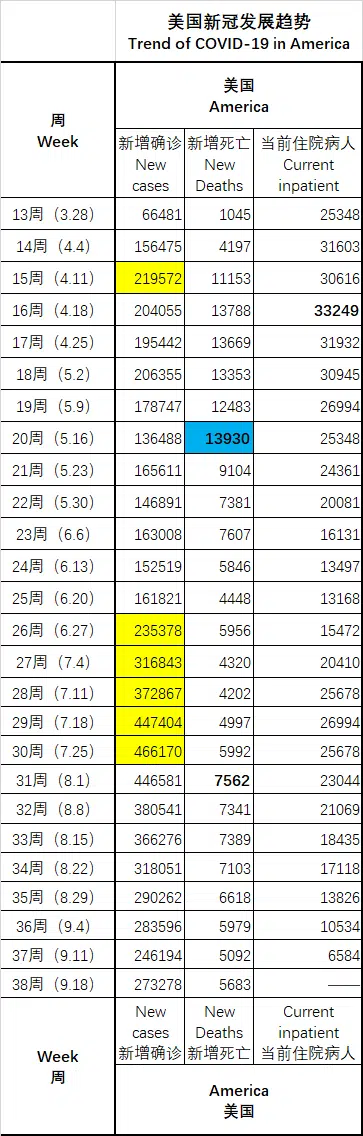 美国新冠发展趋势
Trend of COVID-19 in America
周
Week
美国
America
新增确诊
New
cases
新增死亡
New
Deaths
当前住院病人
Current
inpatient
13周（3.28） 66481 1045 25348
14周（4.4） 156475 4197 31603
15周（4.11） 219572 11153 30616
16周（4.18） 204055 13788 33249
17周（4.25） 195442 13669 31932
18周（5.2） 206355 13353 30945
19周（5.9） 178747 12483 26994
20周（5.16） 136488 13930 25348
21周（5.23） 165611 9104 24361
22周（5.30） 146891 7381 20081
23周（6.6） 163008 7607 16131
24周（6.13） 152519 5846 13497
25周（6.20） 161821 4448 13168
26周（6.27） 235378 5956 15472
27周（7.4） 316843 4320 20410
28周（7.11） 372867 4202 25678
29周（7.18） 447404 4997 26994
30周（7.25） 466170 5992 25678
31周（8.1） 446581 7562 23044
32周（8.8） 380541 7341 21069
33周（8.15） 366276 7389 18435
34周（8.22） 318051 7103 17118
35周（8.29） 290262 6618 13826
36周（9.4） 283596 5979 10534
37周（9.11） 246194 5092 6584
38周（9.18） 273278 5683 ——
Week
周
New
cases
新增确诊
New
Deaths
新增死亡
Current
inpatient
当前住院病人
America
美国